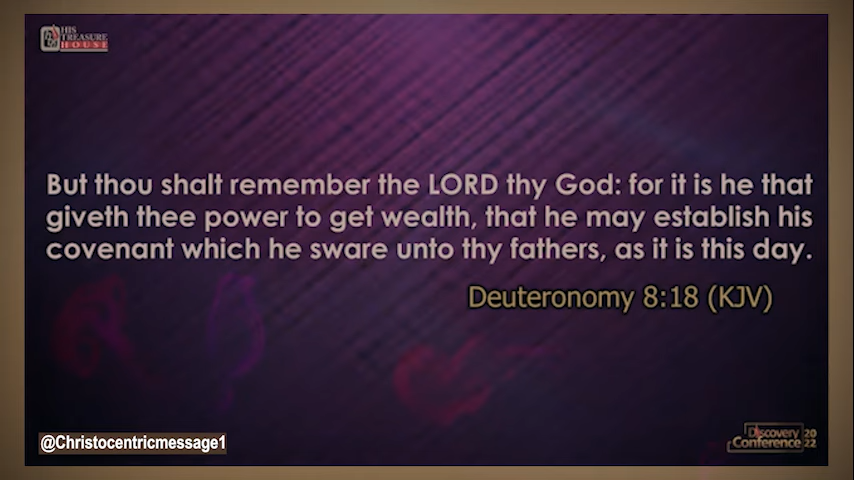 HIS
TREASURE
HOUSE
But thou shalt remember the LORD thy God: for it is he that
giveth thee power to get wealth, that he may establish his
covenant which he sware unto thy fathers, as it is this day.
Deuteronomy 8:18 (KJV)
@Christocentricmessage1
Discovery 20
Conference 22